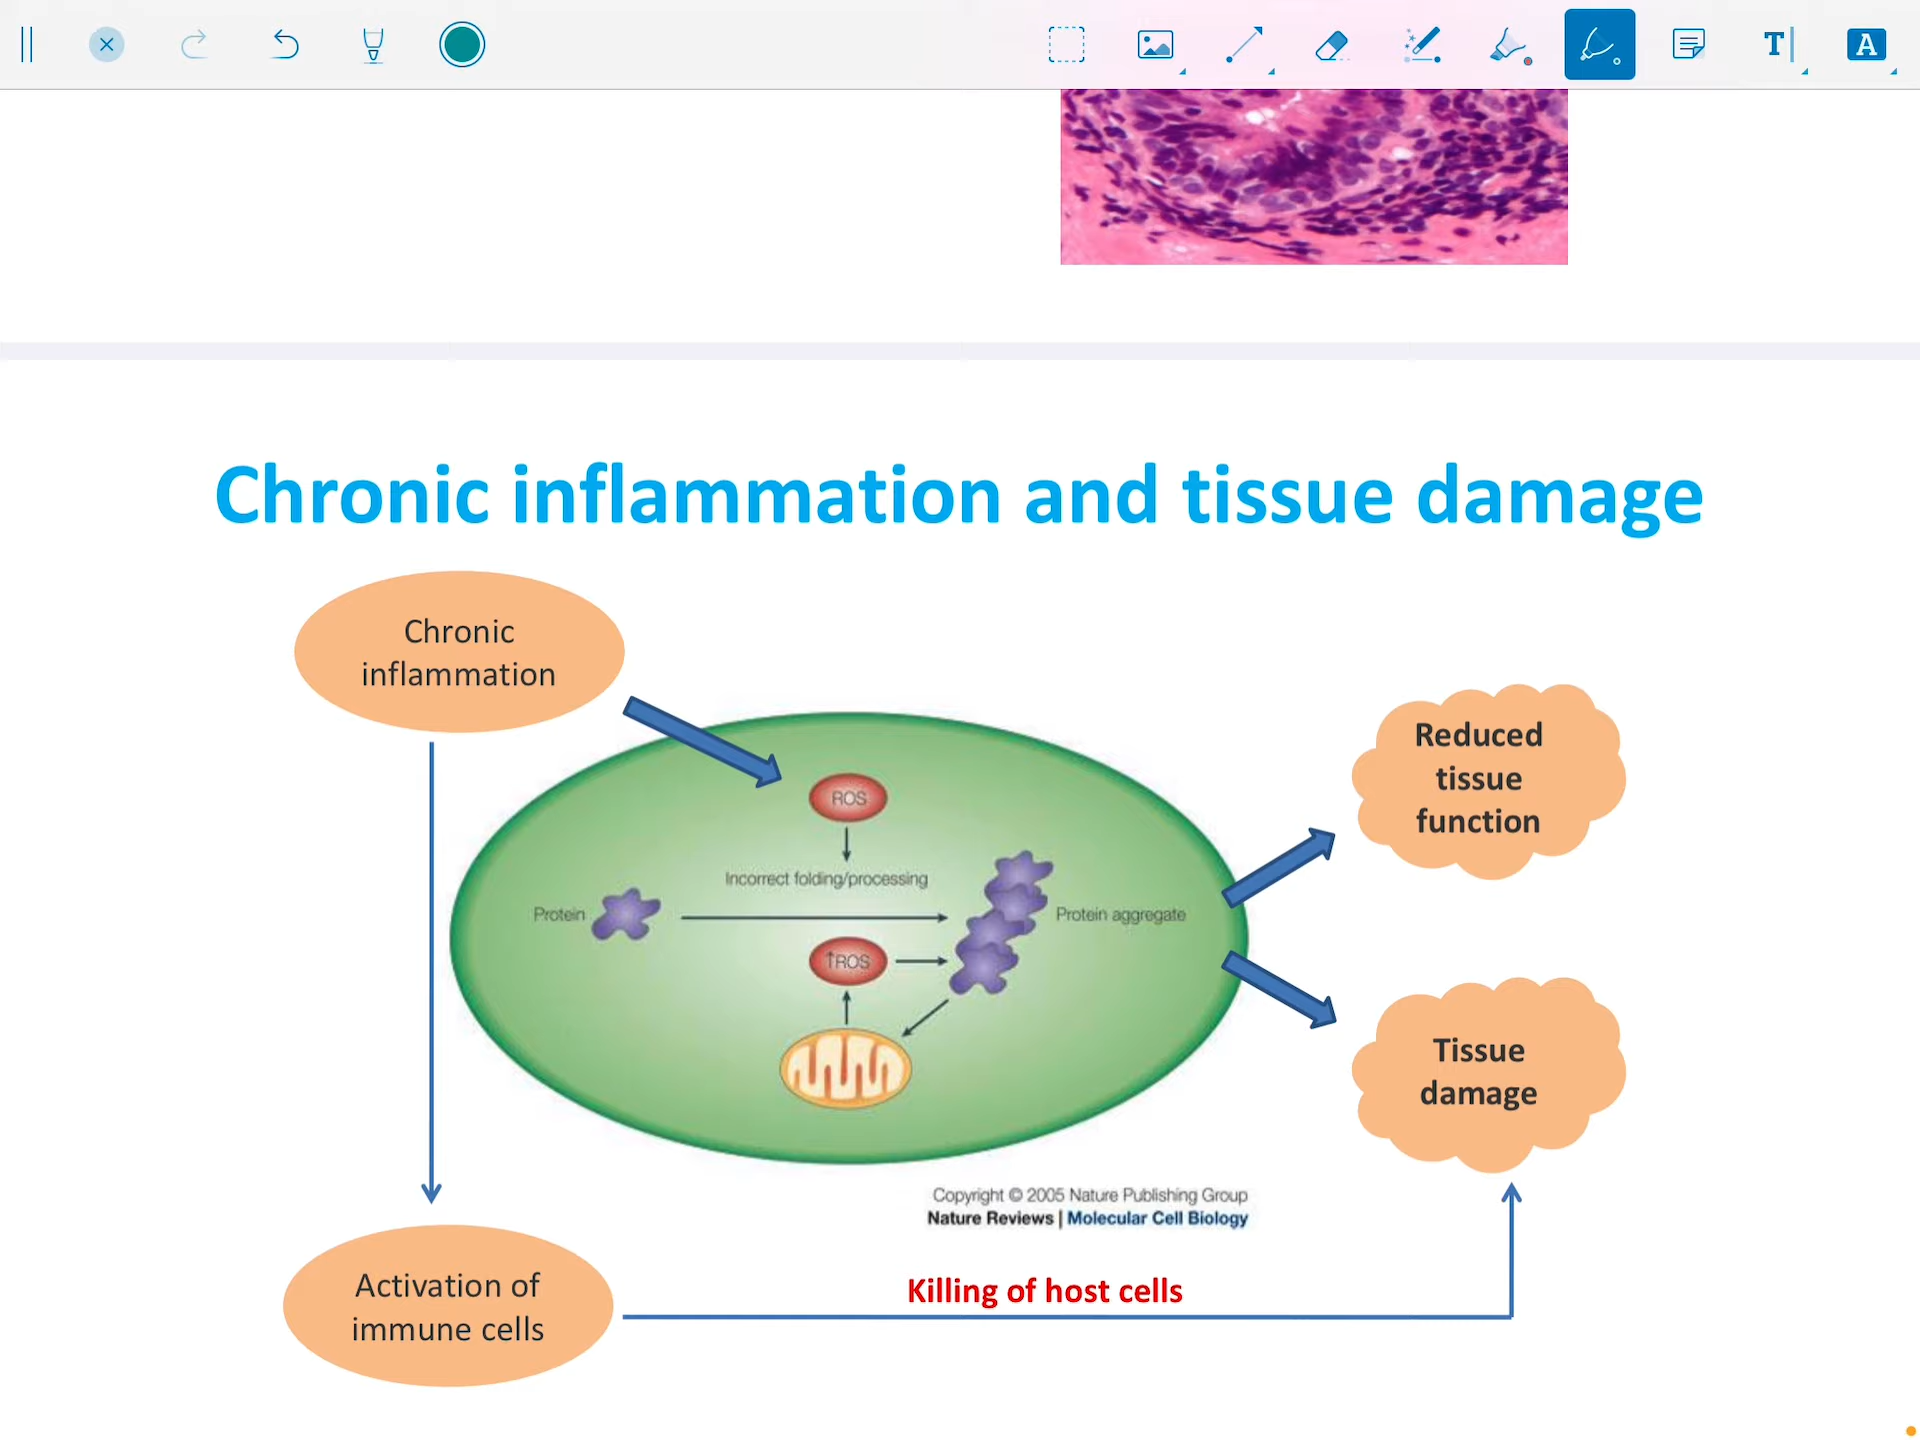 T
A
Chronic inflammation and tissue damage
Chronic
inflammation
Reduced
tissue
function
ROS
Incorrect folding/processing
Protein
Protein aggregate
↑ROS
Tissue
damage
Copyright © 2005 Nature Publishing Group
Nature Reviews | Molecular Cell Biology
Activation of
immune cells
Killing of host cells